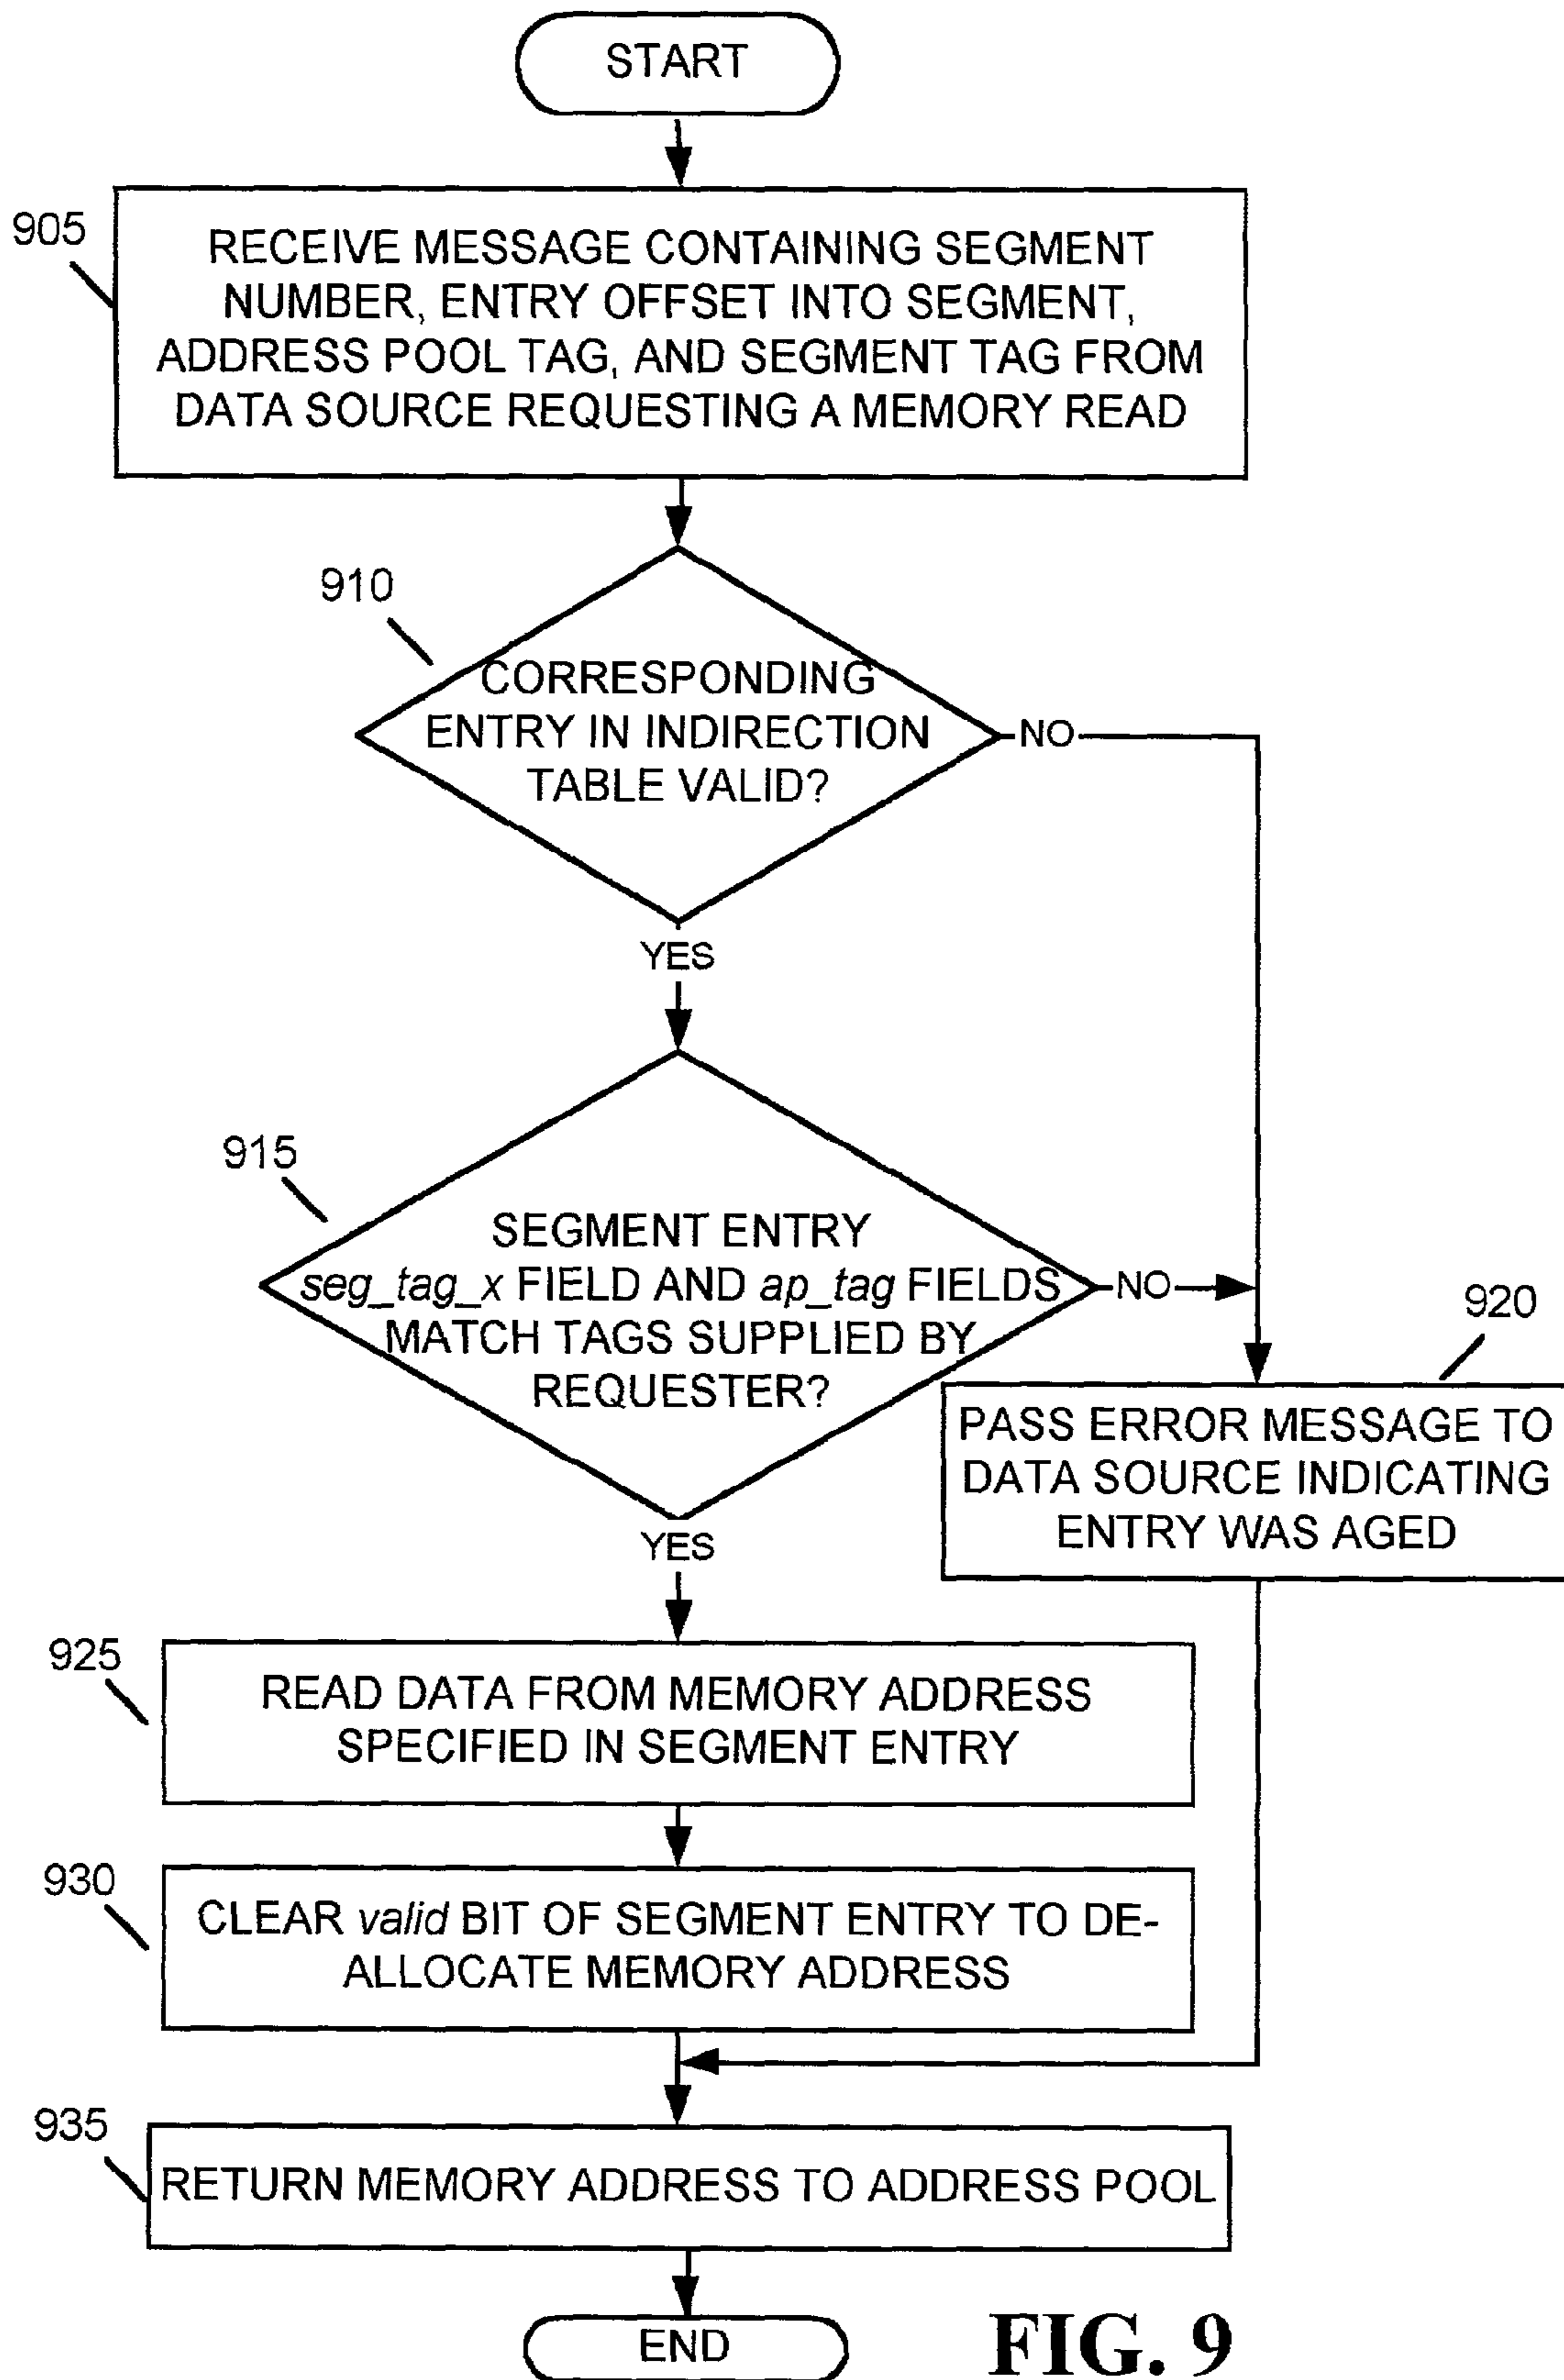 START
905
RECEIVE MESSAGE CONTAINING SEGMENT
NUMBER, ENTRY OFFSET INTO SEGMENT,
ADDRESS POOL TAG, AND SEGMENT TAG FROM
DATA SOURCE REQUESTING A MEMORY READ
910
CORRESPONDING
ENTRY IN INDIRECTION
TABLE VALID?
NO
YES
915
SEGMENT ENTRY
seg_tag_x FIELD AND ap_tag FIELDS
MATCH TAGS SUPPLIED BY
REQUESTER?
NO
920
PASS ERROR MESSAGE TO
DATA SOURCE INDICATING
ENTRY WAS AGED
YES
925
READ DATA FROM MEMORY ADDRESS
SPECIFIED IN SEGMENT ENTRY
930
CLEAR valid BIT OF SEGMENT ENTRY TO DE-
ALLOCATE MEMORY ADDRESS
935
RETURN MEMORY ADDRESS TO ADDRESS POOL
END
FIG. 9